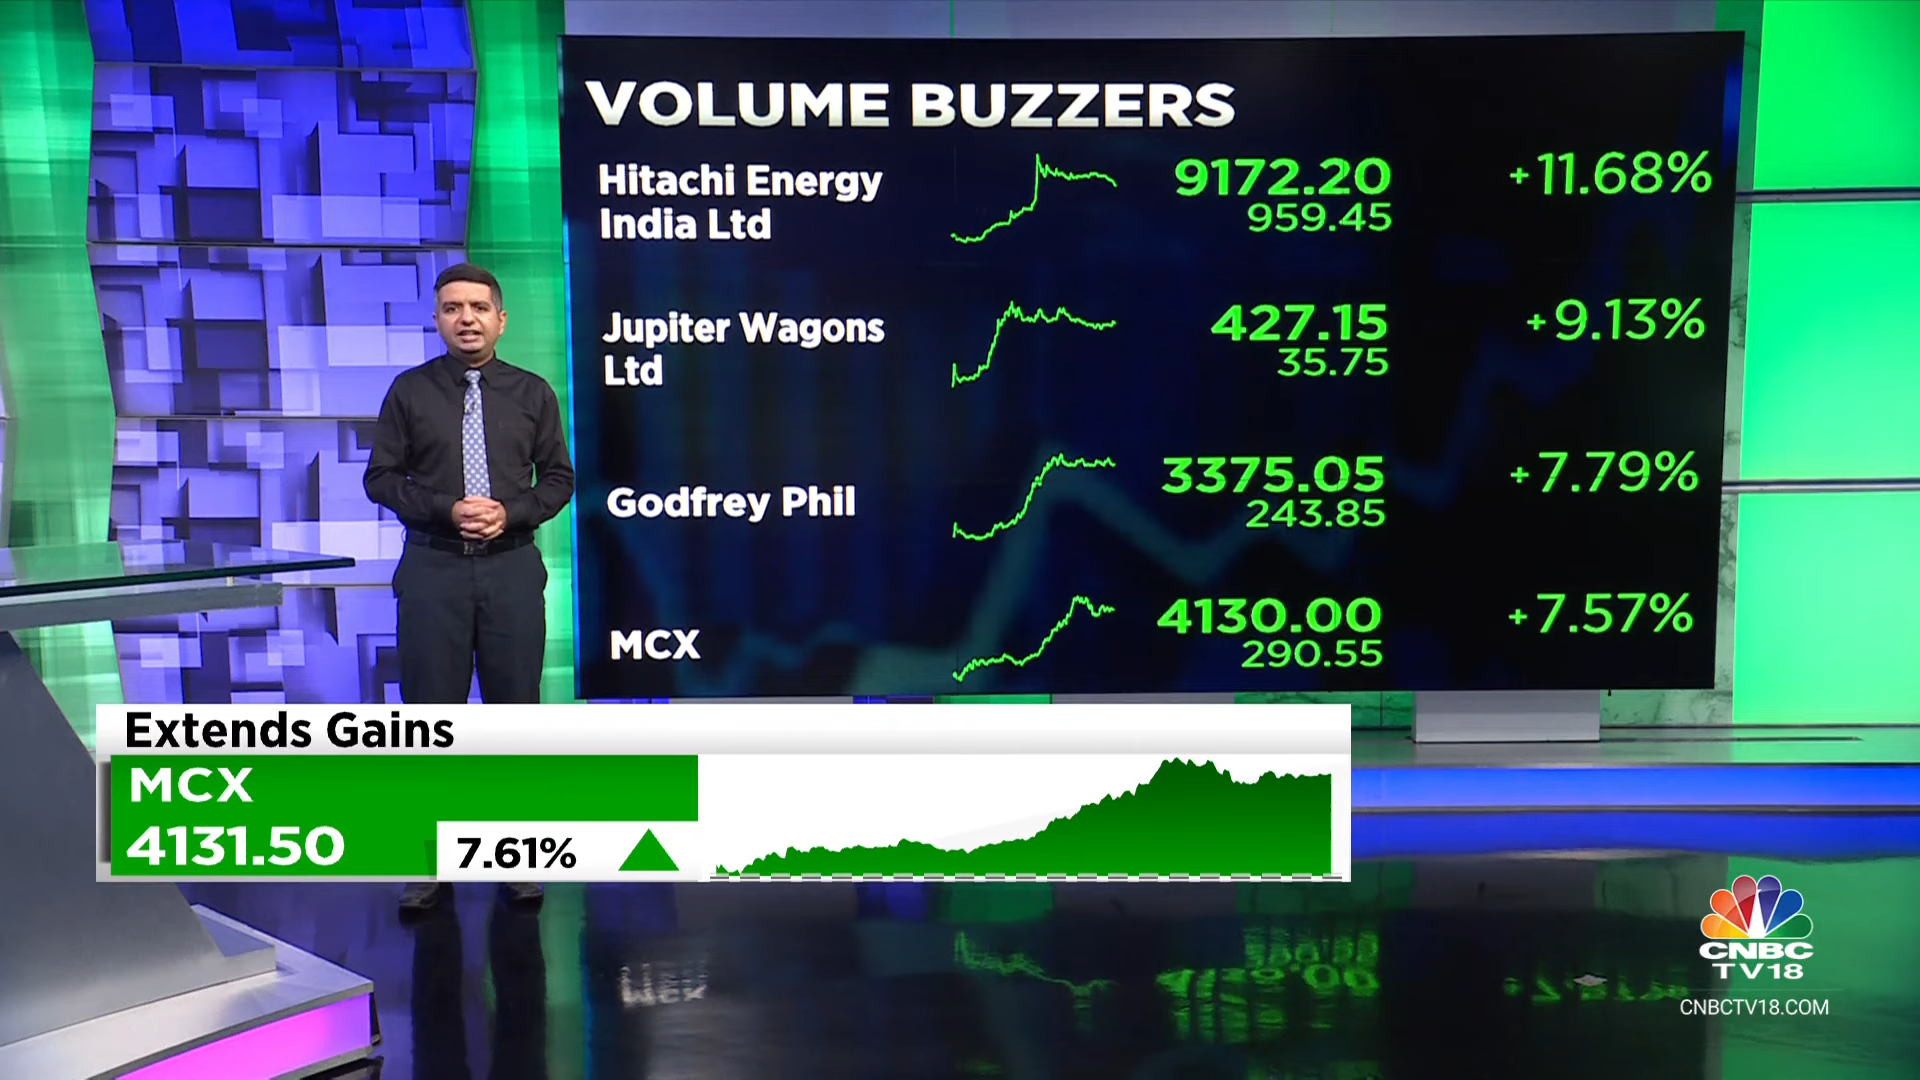 VOLUME BUZZERS
Hitachi Energy
India Ltd
9172.20
959.45
+11.68%
Jupiter Wagons
Ltd
427.15
35.75
+9.13%
Godfrey Phil
3375.05
243.85
+7.79%
MCX
4130.00
290.55
+7.57%
Extends Gains
MCX
4131.50
7.61%
CNBC
TV18
CNBCTV18.COM